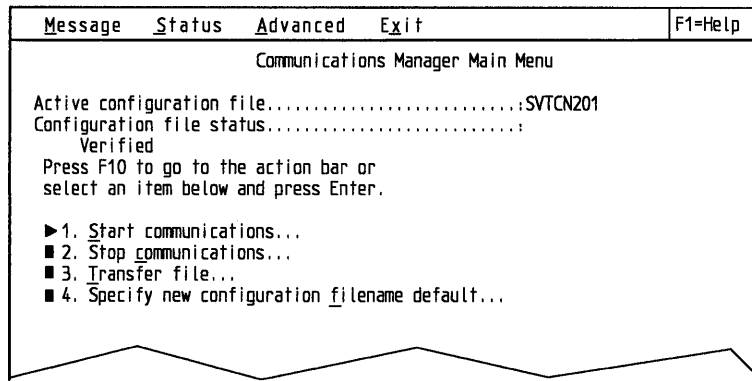 Message Status Advanced Exit F1=Help
Communications Manager Main Menu
Active configuration file............................:SVTCN201
Configuration file status............................:
Verified
Press F10 to go to the action bar or
select an item below and press Enter.
►1. Start communications...
■ 2. Stop communications...
■ 3. Transfer file...
■ 4. Specify new configuration filename default...